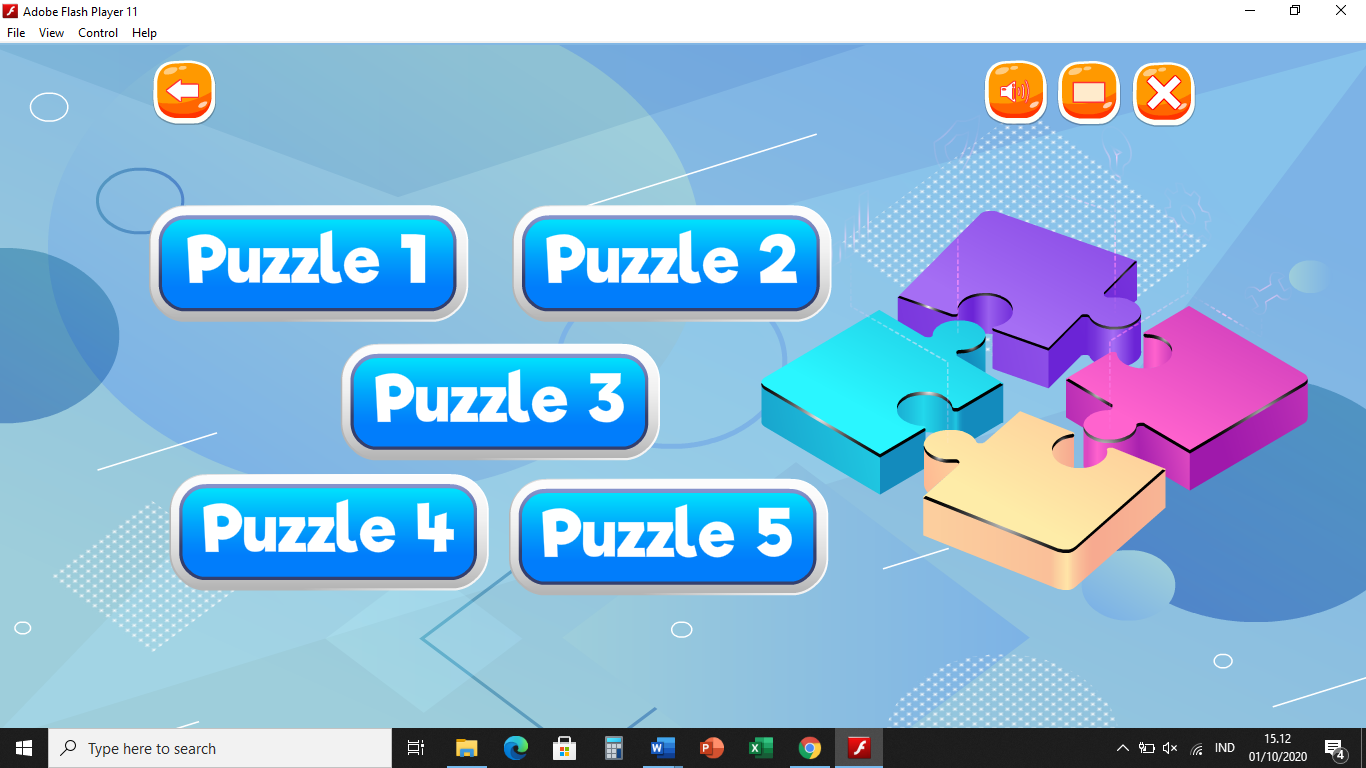 Adobe Flash Player 11
File View Control Help
Puzzle 1
Puzzle 2
Puzzle 3
Puzzle 4
Puzzle 5
Type here to search
IND
15.12
01/10/2020
4